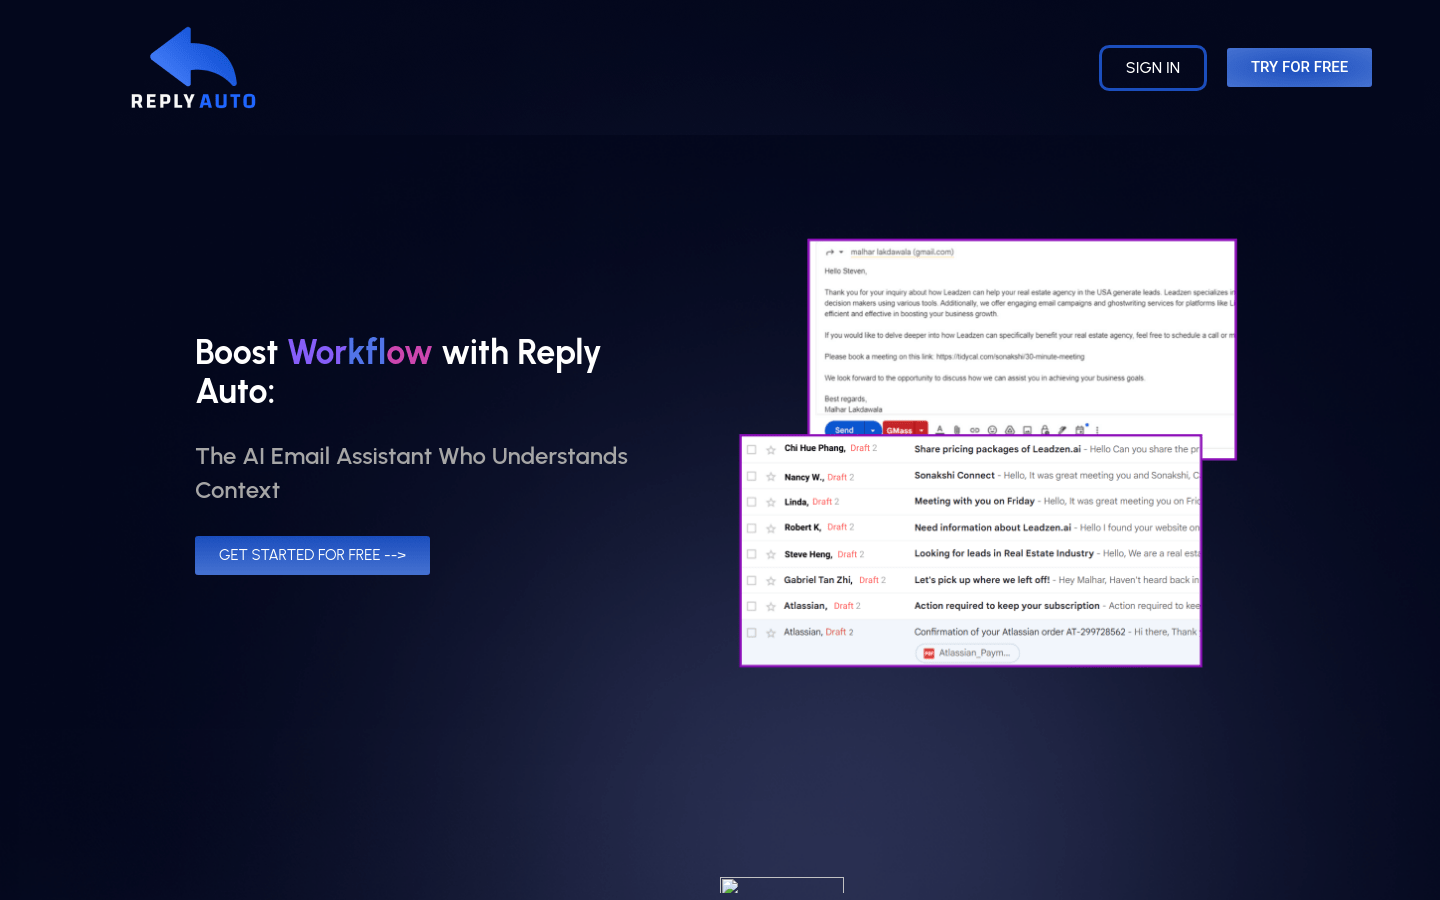 REPLY AUTO
SIGN IN
TRY FOR FREE
Boost Workflow with Reply
Auto:
The AI Email Assistant Who Understands
Context
GET STARTED FOR FREE -->
malhar lakdawala (gmail.com)
Hello Steven,
Thank you for your inquiry about how Leadzen can help your real estate agency in the USA generate leads. Leadzen specializes in
decision makers using various tools. Additionally, we offer engaging email campaigns and ghostwriting services for platforms like Li
efficient and effective in boosting your business growth.
If you would like to delve deeper into how Leadzen can specifically benefit your real estate agency, feel free to schedule a call or m
Please book a meeting on this link: https://tidycal.com/sonakshi/30-minute-meeting
We look forward to the opportunity to discuss how we can assist you in achieving your business goals.
Best regards,
Malhar Lakdawala
Send GMass
Chi Hue Phang, Draft 2 Share pricing packages of Leadzen.ai - Hello Can you share the pr
Nancy W., Draft 2 Sonakshi Connect - Hello, It was great meeting you and Sonakshi, C
Linda, Draft 2 Meeting with you on Friday - Hello, It was great meeting you on Frid
Robert K, Draft 2 Need information about Leadzen.ai - Hello I found your website on
Steve Heng, Draft 2 Looking for leads in Real Estate Industry - Hello, We are a real esta
Gabriel Tan Zhi, Draft 2 Let's pick up where we left off! - Hey Malhar, Haven't heard back in
Atlassian, Draft 2 Action required to keep your subscription - Action required to kee
Atlassian, Draft 2 Confirmation of your Atlassian order AT-299728562 - Hi there, Thank
PDF Atlassian_Paym...